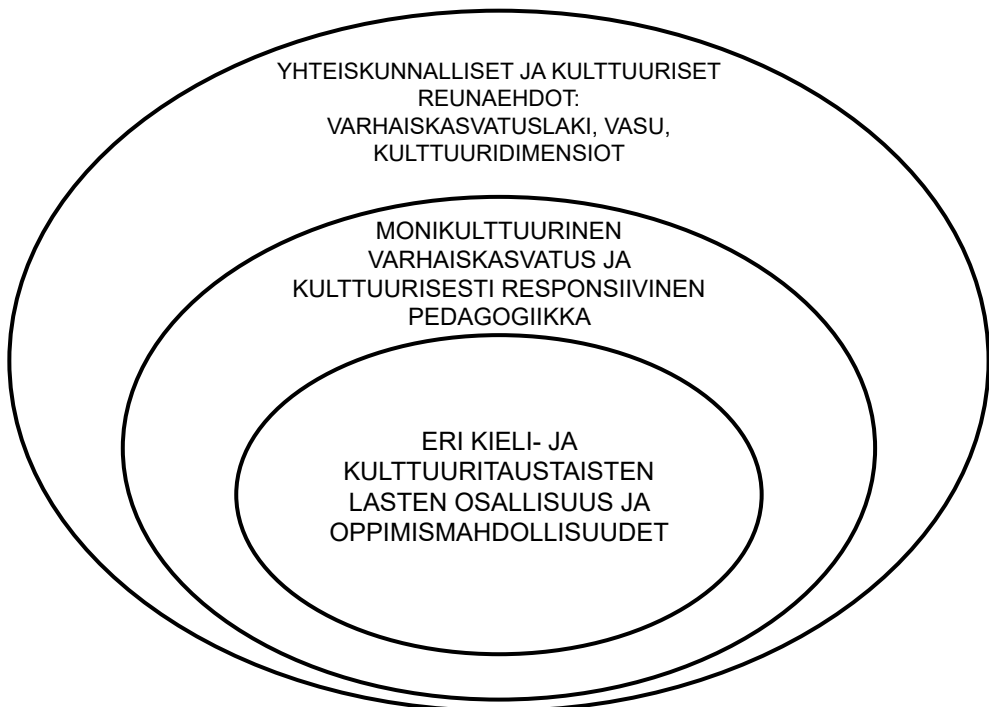 YHTEISKUNNALLISET JA KULTTUURISET
REUNAEHDOT:
VARHAISKASVATUSLAKI, VASU,
KULTTUURIDIMENSIOT
MONIKULTTUURINEN
VARHAISKASVATUS JA
KULTTUURISESTI RESPONSIIVINEN
PEDAGOGIIKKA
ERI KIELI- JA
KULTTUURITAUSTAISTEN
LASTEN OSALLISUUS JA
OPPIMISMAHDOLLISUUDET